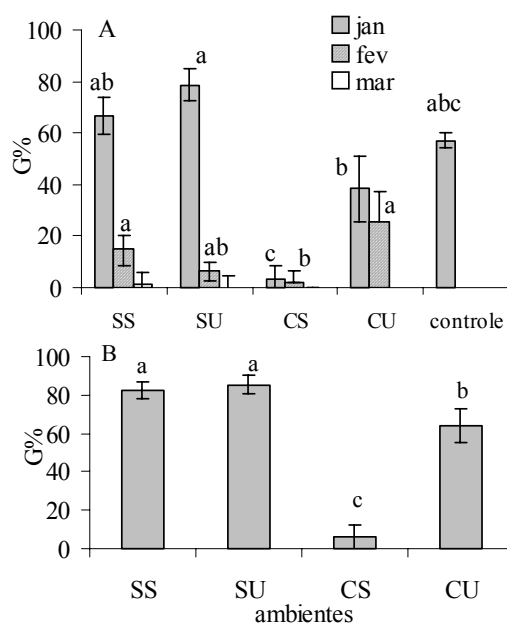 100
A
jan
fev
mar
80
60
40
20
0
G%
ab
a
a
ab
c
b
b
a
abc
SS
SU
CS
CU
controle
100
B
80
60
40
20
0
G%
a
a
c
b
SS
SU
CS
CU
ambientes